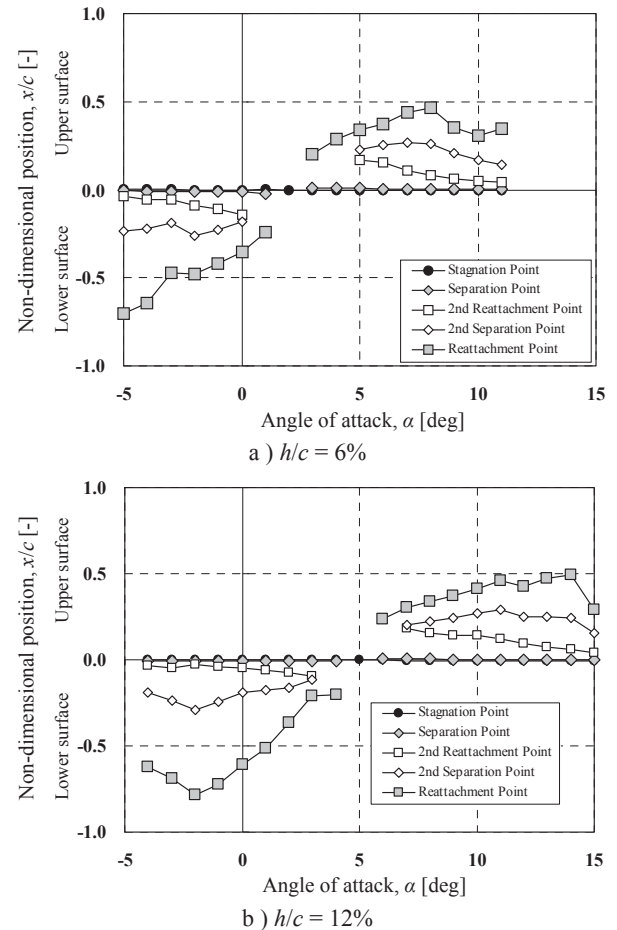 Non-dimensional position, x/c [-]
Upper surface
Lower surface
1.0
0.5
0.0
-0.5
-1.0
-5
0
5
10
15
Stagnation Point
Separation Point
2nd Reattachment Point
2nd Separation Point
Reattachment Point
Angle of attack, α [deg]
a ) h/c = 6%
Non-dimensional position, x/c [-]
Upper surface
Lower surface
1.0
0.5
0.0
-0.5
-1.0
-5
0
5
10
15
Stagnation Point
Separation Point
2nd Reattachment Point
2nd Separation Point
Reattachment Point
Angle of attack, α [deg]
b ) h/c = 12%